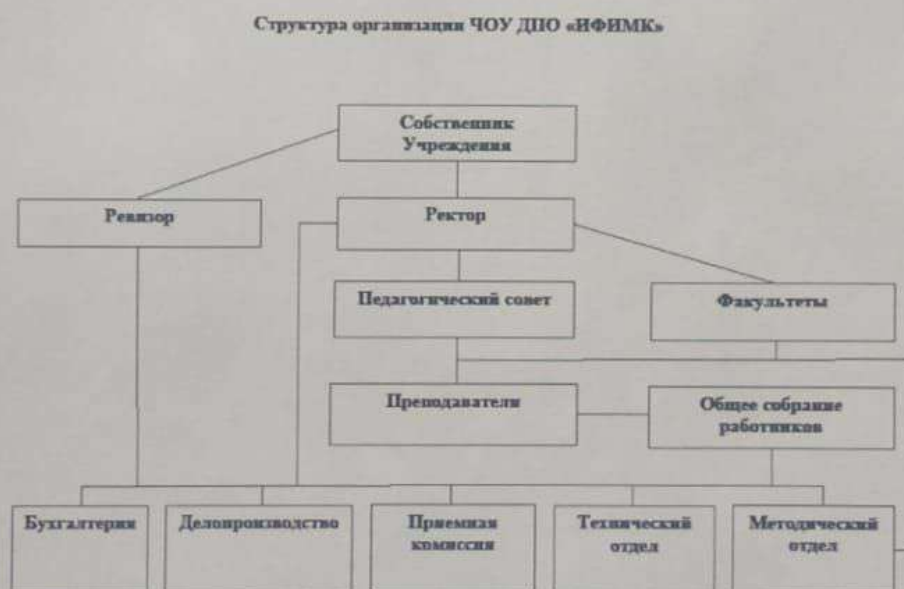 Структура организации ЧОУ ДПО «ИФИМК»
Собственник
Учреждения
Ревизор
Ректор
Педагогический совет
Факультеты
Преподаватели
Общее собрание
работников
Бухгалтерия
Делопроизводство
Приемная
комиссия
Технический
отдел
Методический
отдел